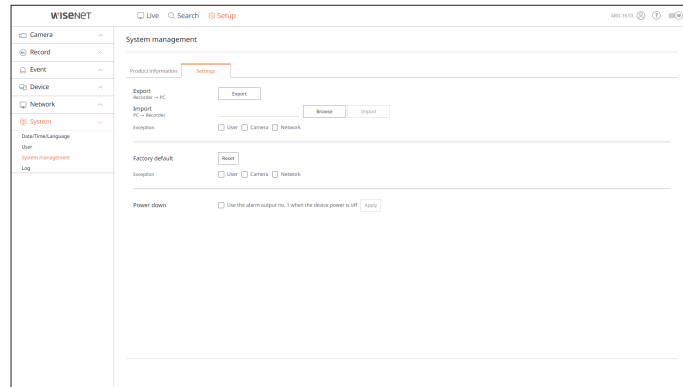 WISENET
Live Search Setup
ARD-1610
Camera
Record
Event
Device
Network
System
Date/Time/Language
User
System management
Log
System management
Product information Settings
Export Export
Recorder → PC
Import Browse Import
PC → Recorder
Exception User Camera Network
Factory default Reset
Exception User Camera Network
Power down Use the alarm output no. 1 when the device power is off Apply